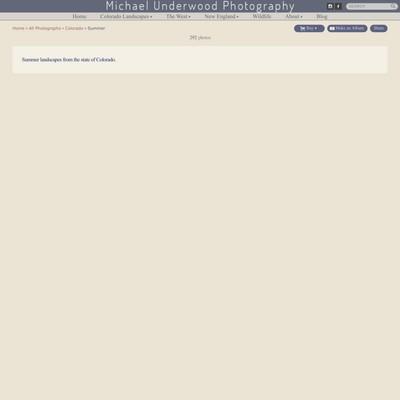 Michael Underwood Photography
SEARCH
Home Colorado Landscapes ▾ The West ▾ New England ▾ Wildlife About ▾ Blog
Home » All Photographs » Colorado » Summer
Buy ▾ Make an Album Share
292 photos
Summer landscapes from the state of Colorado.